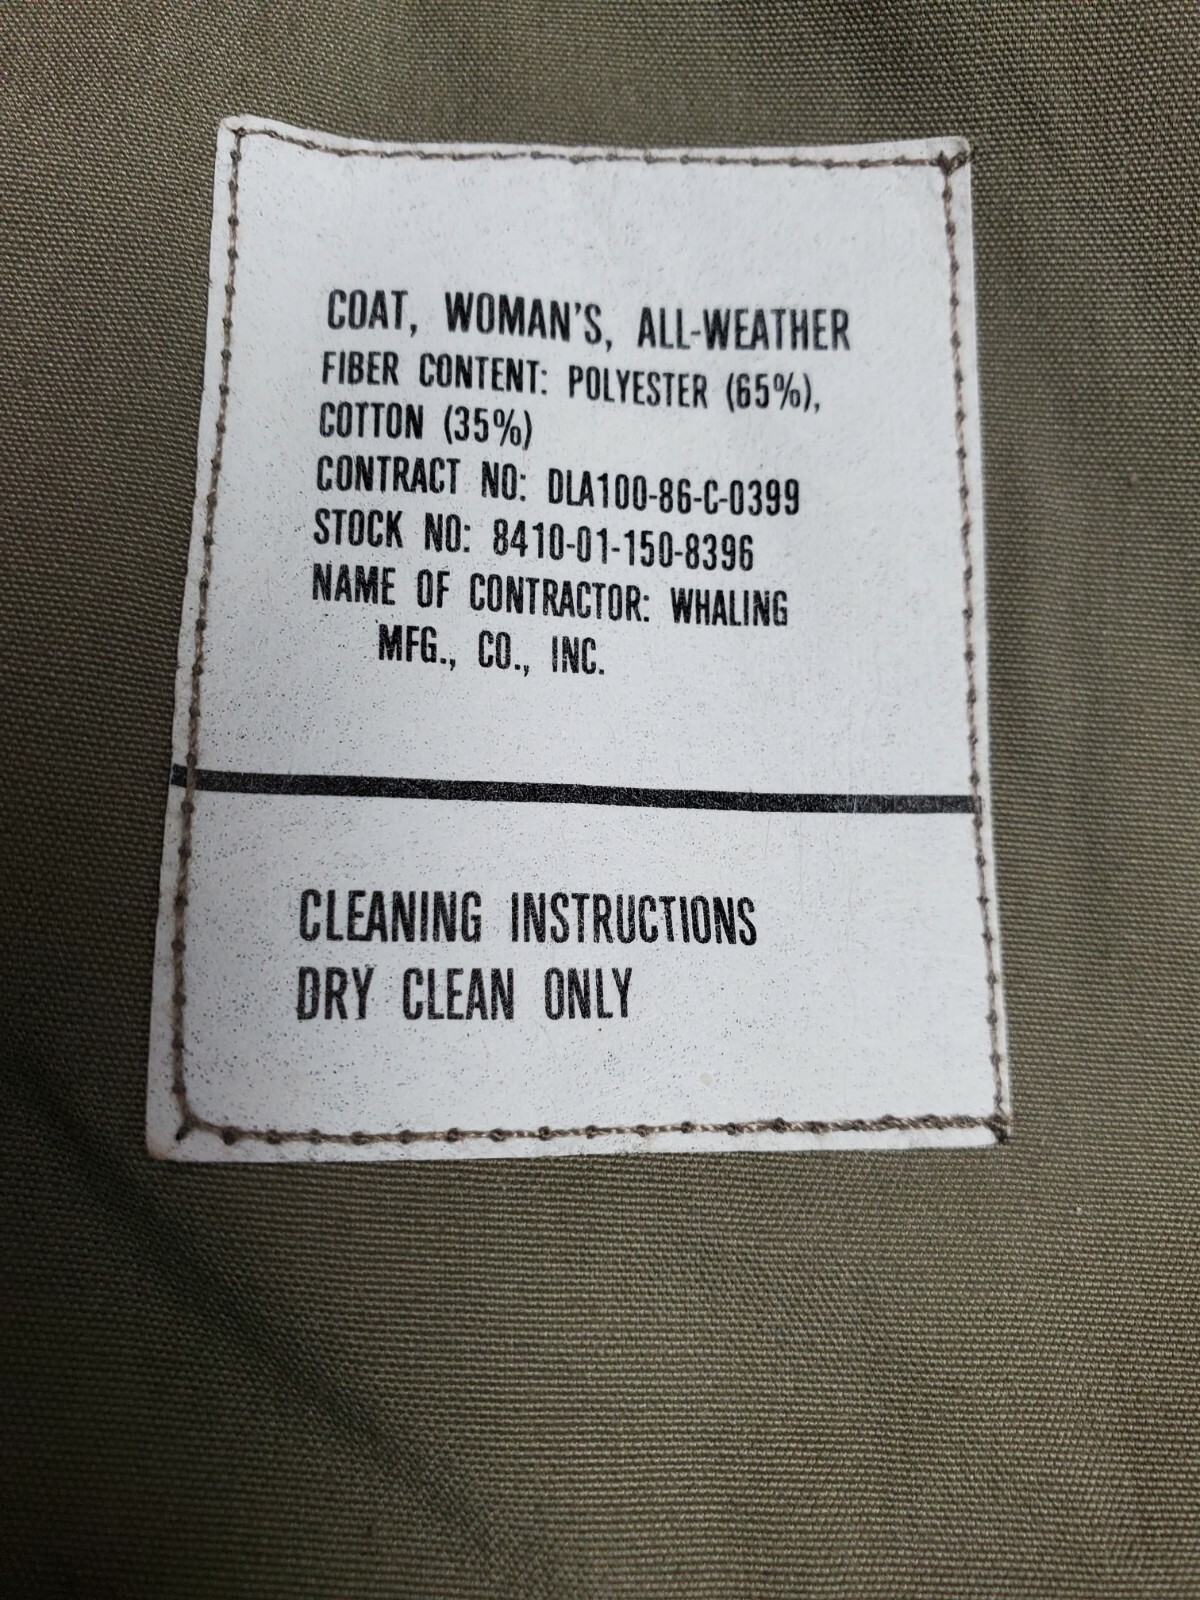 COAT, WOMAN'S, ALL-WEATHER
FIBER CONTENT: POLYESTER (65%),
COTTON (35%)
CONTRACT NO: DLA100-86-C-0399
STOCK NO: 8410-01-150-8396
NAME OF CONTRACTOR: WHALING
MFG., CO., INC.
CLEANING INSTRUCTIONS
DRY CLEAN ONLY